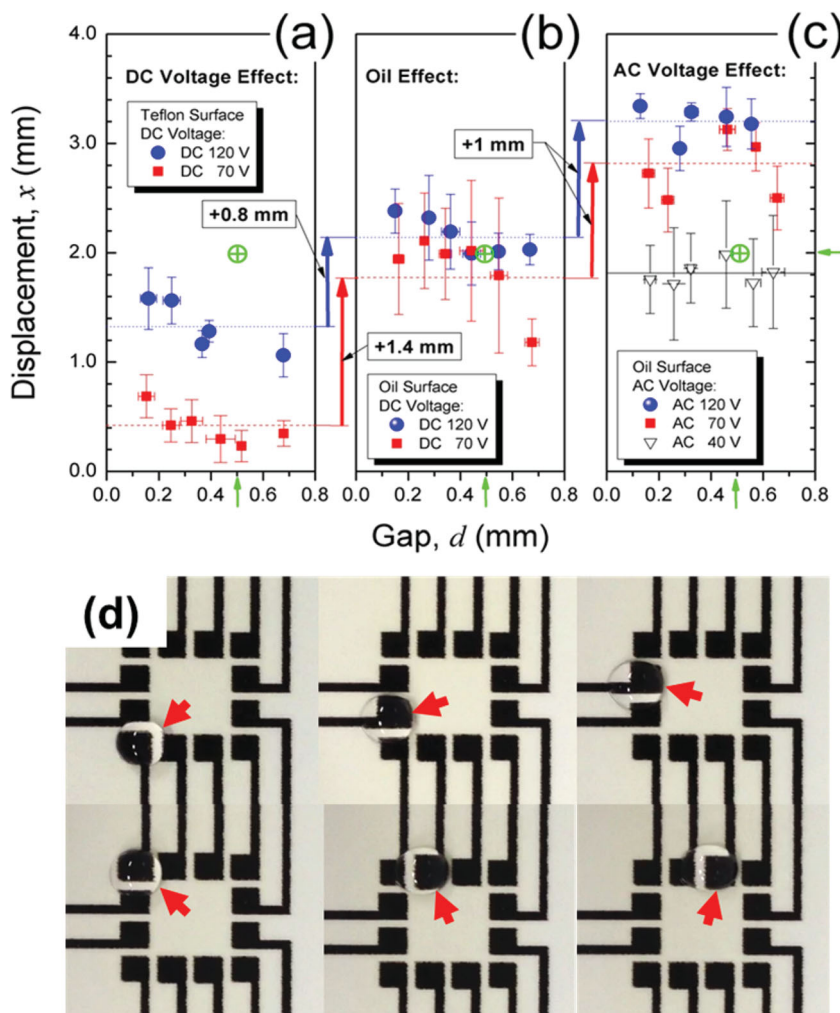 (a)
(b)
(c)
4.0
3.0
2.0
1.0
0.0
Displacement, x (mm)
DC Voltage Effect:
Teflon Surface
DC Voltage:
DC 120 V
DC 70 V
+0.8 mm
+1.4 mm
Oil Effect:
Oil Surface
DC Voltage:
DC 120 V
DC 70 V
+1 mm
AC Voltage Effect:
Oil Surface
AC Voltage:
AC 120 V
AC 70 V
AC 40 V
0.0 0.2 0.4 0.6 0.8 0.2 0.4 0.6 0.8 0.2 0.4 0.6 0.8
Gap, d (mm)
(d)